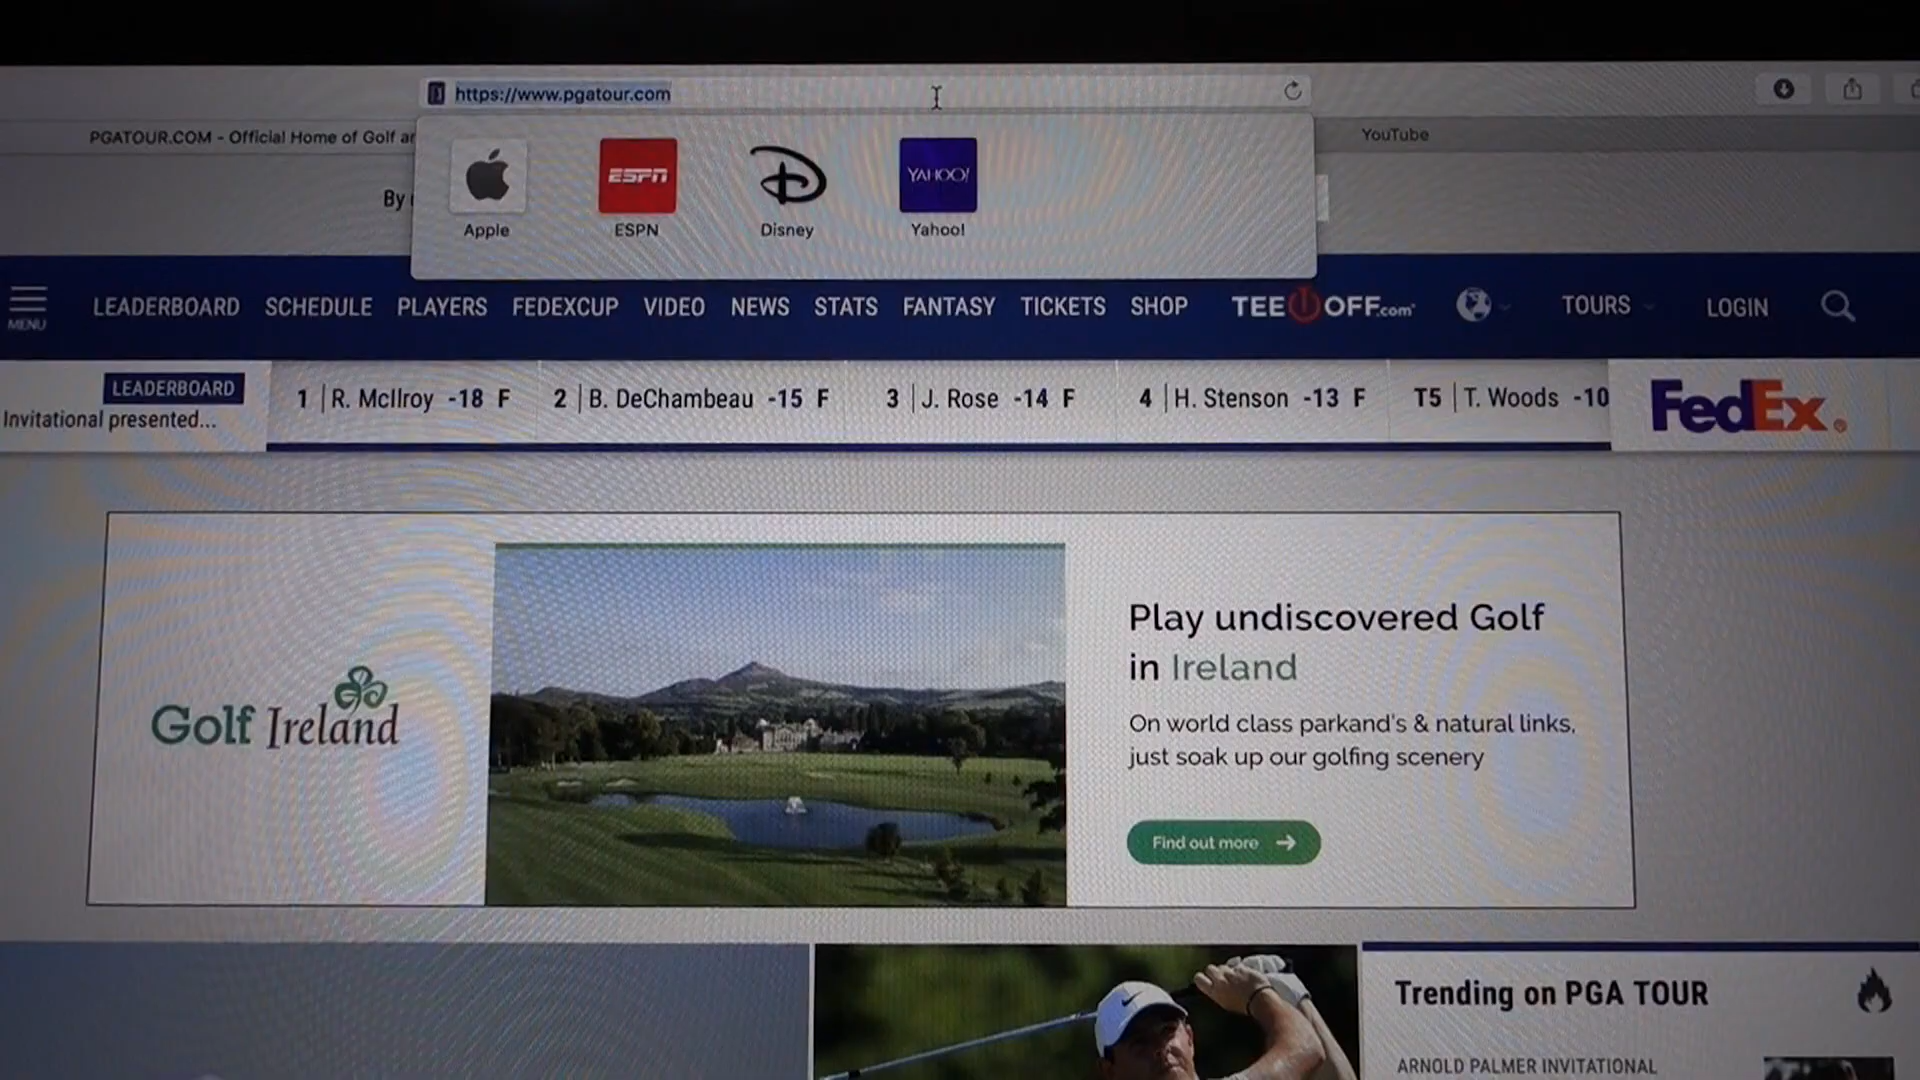 https://www.pgatour.com
PGATOUR.COM - Official Home of Golf ar
YouTube
By
Apple
ESPN
ESPN
Disney
YAHOO!
Yahoo!
MENU
LEADERBOARD SCHEDULE PLAYERS FEDEXCUP VIDEO NEWS STATS FANTASY TICKETS SHOP TEE OFF.com TOURS LOGIN
LEADERBOARD
Invitational presented...
1 R. McIlroy -18 F 2 B. DeChambeau -15 F 3 J. Rose -14 F 4 H. Stenson -13 F T5 T. Woods -10
FedEx
Golf Ireland
Play undiscovered Golf
in Ireland
On world class parkand's & natural links,
just soak up our golfing scenery
Find out more
Trending on PGA TOUR
ARNOLD PALMER INVITATIONAL